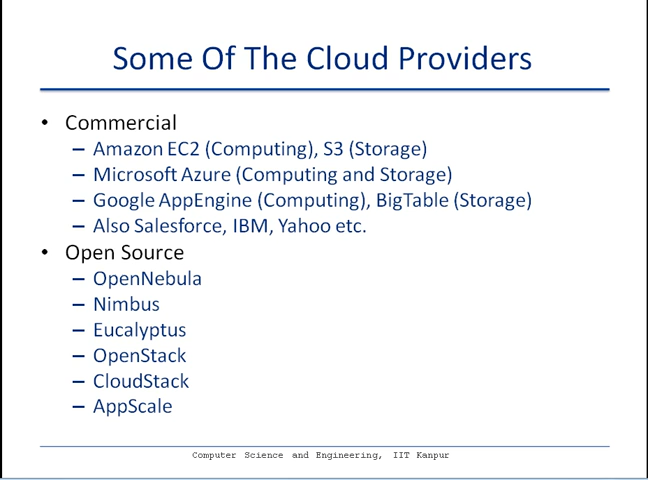 Some Of The Cloud Providers
• Commercial
– Amazon EC2 (Computing), S3 (Storage)
– Microsoft Azure (Computing and Storage)
– Google AppEngine (Computing), BigTable (Storage)
– Also Salesforce, IBM, Yahoo etc.
• Open Source
– OpenNebula
– Nimbus
– Eucalyptus
– OpenStack
– CloudStack
– AppScale
Computer Science and Engineering, IIT Kanpur